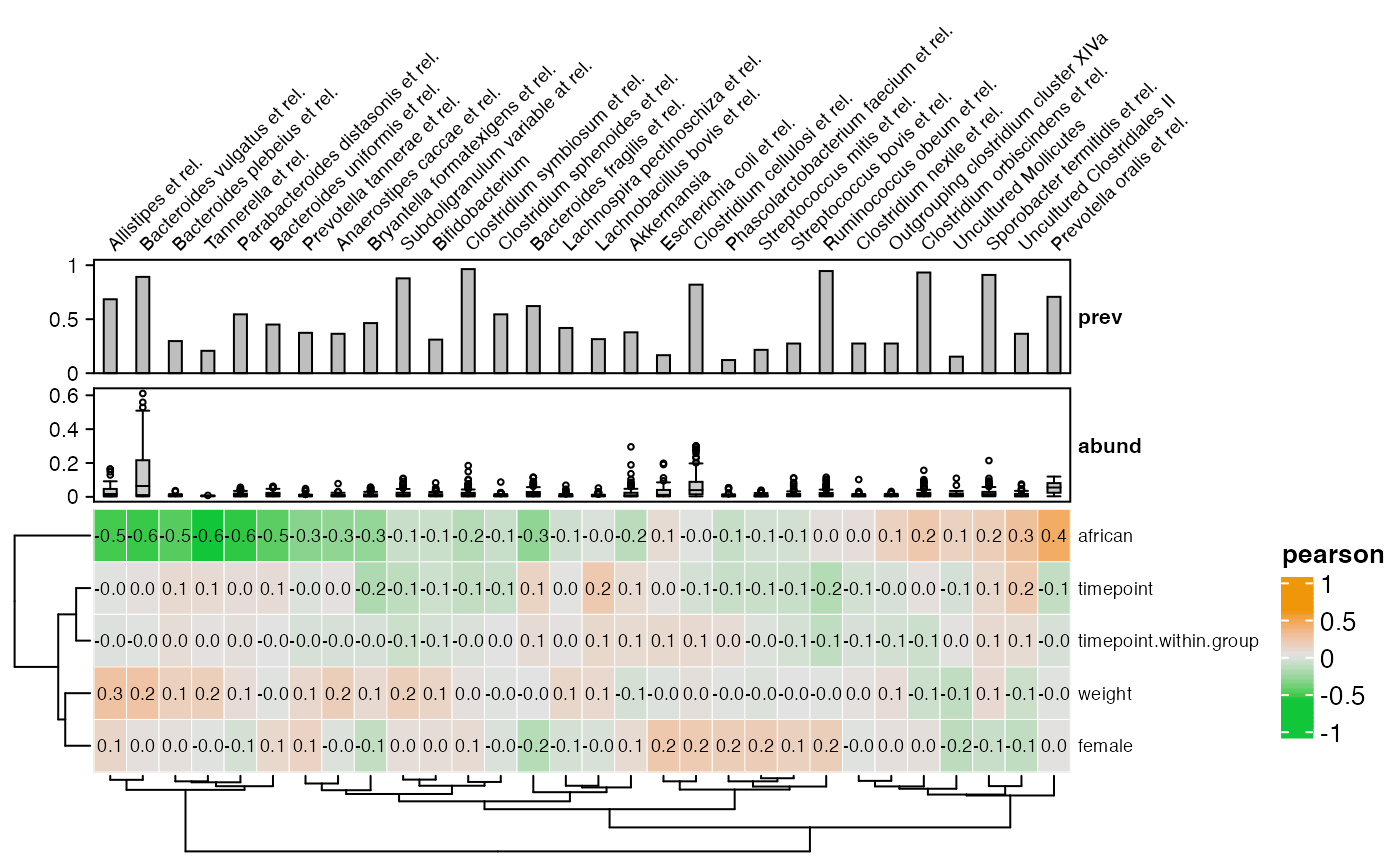 Allistipes et rel.
Bacteroides vulgatus et rel.
Bacteroides plebeius et rel.
Tannerella et rel.
Parabacteroides distasonis et rel.
Bacteroides uniformis et rel.
Prevotella tannerae et rel.
Anaerostipes caccae et rel.
Bryantella formatexigens et rel.
Subdoligranulum variable at rel.
Bifidobacterium
Clostridium symbiosum et rel.
Clostridium sphenoides et rel.
Bacteroides fragilis et rel.
Lachnospira pectinoschiza et rel.
Lachnobacillus bovis et rel.
Akkermansia
Escherichia coli et rel.
Clostridium cellulosi et rel.
Phascolarctobacterium faecium et rel.
Streptococcus mitis et rel.
Streptococcus bovis et rel.
Ruminococcus obeum et rel.
Clostridium nexile et rel.
Outgrouping clostridium cluster XIVa
Clostridium orbiscindens et rel.
Uncultured Mollicutes
Sporobacter termitidis et rel.
Uncultured Clostridiales II
Prevotella oralis et rel.
1
0.5
0
prev
0.6
0.4
0.2
0
abund
-0.5 -0.6 -0.5 -0.6 -0.6 -0.5 -0.3 -0.3 -0.3 -0.1 -0.1 -0.2 -0.1 -0.3 -0.1 -0.0 -0.2 0.1 -0.0 -0.1 -0.1 -0.1 0.0 0.0 0.1 0.2 0.1 0.2 0.3 0.4 african
-0.0 0.0 0.1 0.1 0.0 0.1 -0.0 0.0 -0.2 -0.1 -0.1 -0.1 -0.1 0.1 0.0 0.2 0.1 0.0 -0.1 -0.1 -0.1 -0.1 -0.2 -0.1 -0.0 0.0 -0.1 0.1 0.2 -0.1 timepoint
-0.0 -0.0 0.0 0.0 0.0 -0.0 -0.0 -0.0 -0.0 -0.1 -0.1 -0.1 -0.0 0.1 0.0 0.1 0.1 0.1 0.1 0.0 -0.0 -0.1 -0.1 -0.1 -0.1 -0.1 0.0 0.1 0.1 -0.0 timepoint.within.group
0.3 0.2 0.1 0.2 0.1 -0.0 0.1 0.2 0.1 0.2 0.1 0.0 -0.0 -0.0 0.1 0.1 -0.1 -0.0 0.0 -0.0 -0.0 -0.0 -0.0 0.0 0.1 -0.1 -0.1 0.1 -0.1 -0.0 weight
0.1 0.0 0.0 -0.0 -0.1 0.1 0.1 -0.0 -0.1 0.0 0.0 0.1 -0.0 -0.2 -0.1 -0.0 0.1 0.2 0.2 0.2 0.2 0.1 0.2 -0.0 0.0 0.0 -0.2 -0.1 -0.1 0.0 female
pearson
1
0.5
0
-0.5
-1